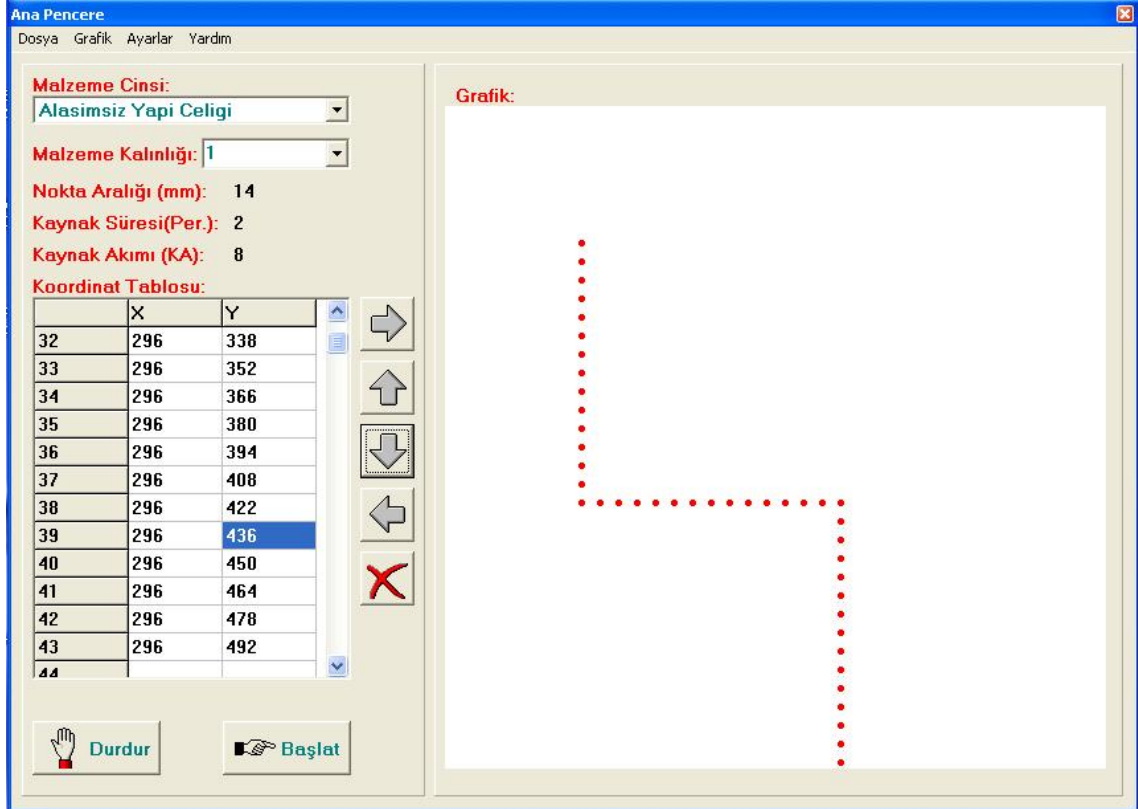 Ana Pencere
Dosya Grafik Ayarlar Yardım
Malzeme Cinsi:
Alasimsiz Yapi Celigi
Malzeme Kalınlığı: 1
Nokta Aralığı (mm): 14
Kaynak Süresi(Per.): 2
Kaynak Akımı (KA): 8
Koordinat Tablosu:
X Y
32 296 338
33 296 352
34 296 366
35 296 380
36 296 394
37 296 408
38 296 422
39 296 436
40 296 450
41 296 464
42 296 478
43 296 492
44
Durdur Başlat
Grafik: